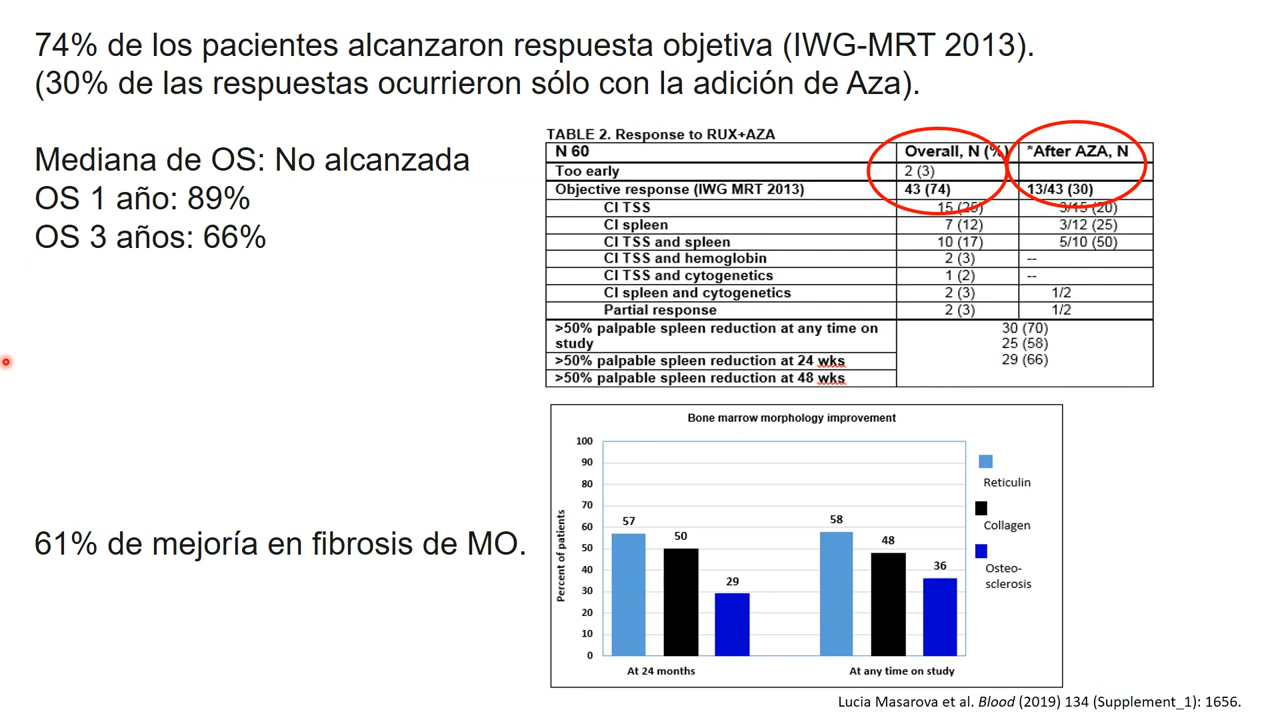 74% de los pacientes alcanzaron respuesta objetiva (IWG-MRT 2013).
(30% de las respuestas ocurrieron sólo con la adición de Aza).
Mediana de OS: No alcanzada
OS 1 año: 89%
OS 3 años: 66%
61% de mejoría en fibrosis de MO.
TABLE 2. Response to RUX+AZA
N 60 Overall, N (%) *After AZA, N
Too early 2 (3)
Objective response (IWG MRT 2013) 43 (74) 13/43 (30)
CI TSS 15 (25) 3/15 (20)
CI spleen 7 (12) 3/12 (25)
CI TSS and spleen 10 (17) 5/10 (50)
CI TSS and hemoglobin 2 (3) --
CI TSS and cytogenetics 1 (2) --
CI spleen and cytogenetics 2 (3) 1/2
Partial response 2 (3) 1/2
>50% palpable spleen reduction at any time on 30 (70)
study 25 (58)
>50% palpable spleen reduction at 24 wks 29 (66)
>50% palpable spleen reduction at 48 wks
Bone marrow morphology improvement
Percent of patients
100
90
80
70
60
50
40
30
20
10
0
57
50
29
58
48
36
At 24 months
At any time on study
Reticulin
Collagen
Osteo-
sclerosis
Lucia Masarova et al. Blood (2019) 134 (Supplement_1): 1656.